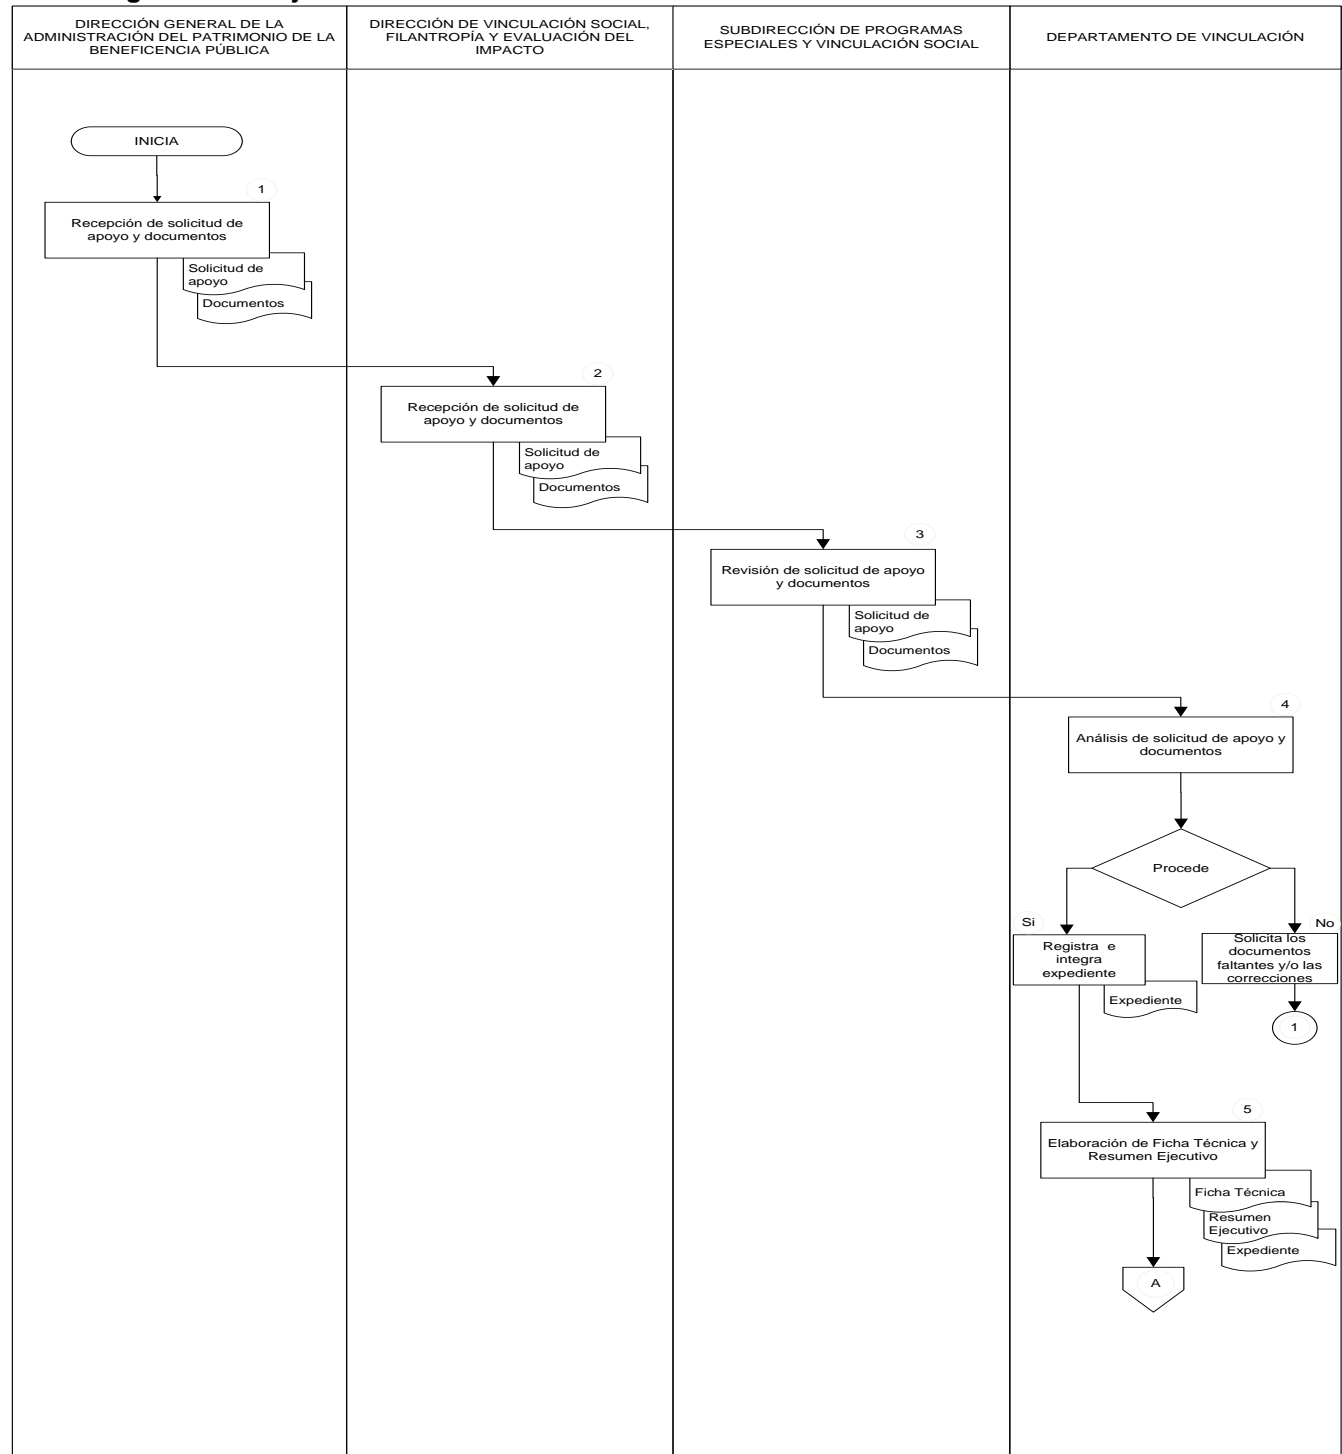 DIRECCIÓN GENERAL DE LA
ADMINISTRACIÓN DEL PATRIMONIO DE LA
BENEFICENCIA PÚBLICA
DIRECCIÓN DE VINCULACIÓN SOCIAL,
FILANTROPÍA Y EVALUACIÓN DEL
IMPACTO
SUBDIRECCIÓN DE PROGRAMAS
ESPECIALES Y VINCULACIÓN SOCIAL
DEPARTAMENTO DE VINCULACIÓN
INICIA
1
Recepción de solicitud de
apoyo y documentos
Solicitud de
apoyo
Documentos
2
Recepción de solicitud de
apoyo y documentos
Solicitud de
apoyo
Documentos
3
Revisión de solicitud de apoyo
y documentos
Solicitud de
apoyo
Documentos
4
Análisis de solicitud de apoyo y
documentos
Procede
Si
No
Registra e
integra
expediente
Expediente
Solicita los
documentos
faltantes y/o las
correcciones
1
5
Elaboración de Ficha Técnica y
Resumen Ejecutivo
Ficha Técnica
Resumen
Ejecutivo
Expediente
A